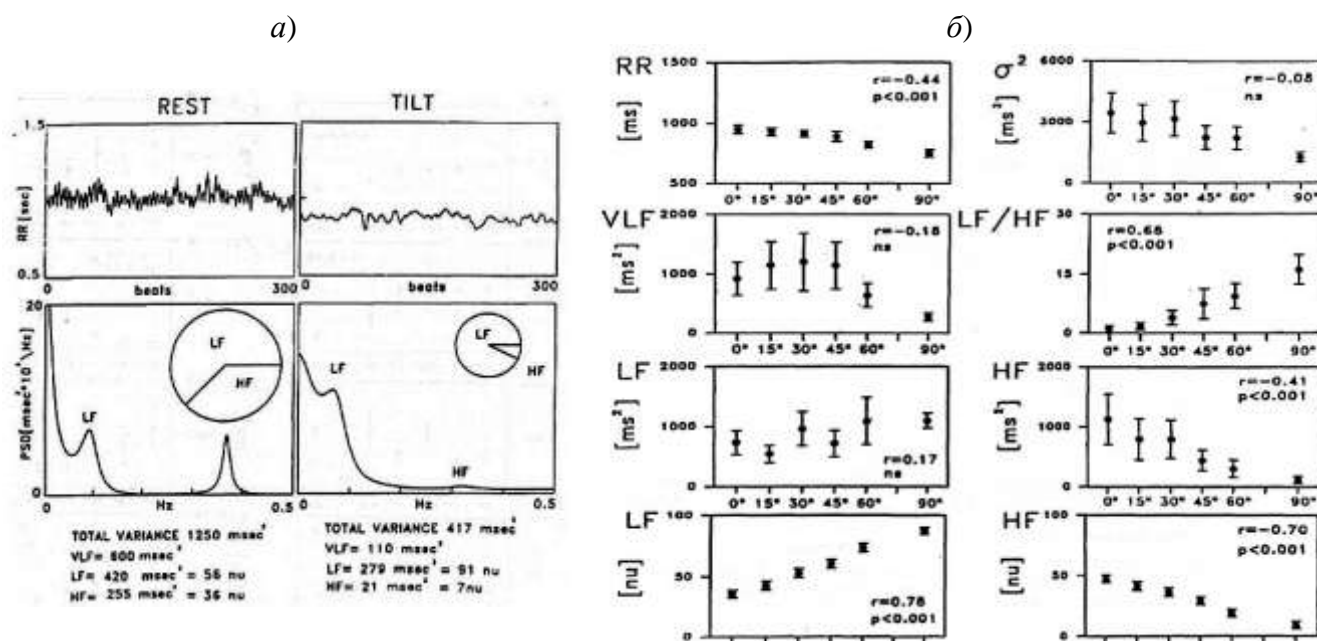 а)
REST TILT
1.5
RR [sec]
0.5
0 beats 300 0 beats 300
20
PSD[msec²*10⁴\Hz]
LF
HF
LF
LF
HF
LF
HF
0
Hz 0.5 Hz 0.5
TOTAL VARIANCE 1250 msec²
VLF= 600 msec²
LF= 420 msec² = 56 nu
HF= 255 msec² = 36 nu
TOTAL VARIANCE 417 msec²
VLF= 110 msec²
LF= 279 msec² = 91 nu
HF= 21 msec² = 7nu
б)
RR
[ms]
1500
1000
500
r=-0.44
p<0.001
0° 15° 30° 45° 60° 90°
σ²
[ms²]
6000
3000
0
r=-0.08
ns
0° 15° 30° 45° 60° 90°
VLF
[ms²]
2000
1000
0
r=-0.18
ns
0° 15° 30° 45° 60° 90°
LF/HF
30
15
0
r=0.68
p<0.001
0° 15° 30° 45° 60° 90°
LF
[ms²]
2000
1000
0
r=0.17
ns
0° 15° 30° 45° 60° 90°
HF
[ms²]
2000
1000
0
r=-0.41
p<0.001
0° 15° 30° 45° 60° 90°
LF
[nu]
100
50
0
r=0.78
p<0.001
HF
[nu]
100
50
0
r=-0.70
p<0.001